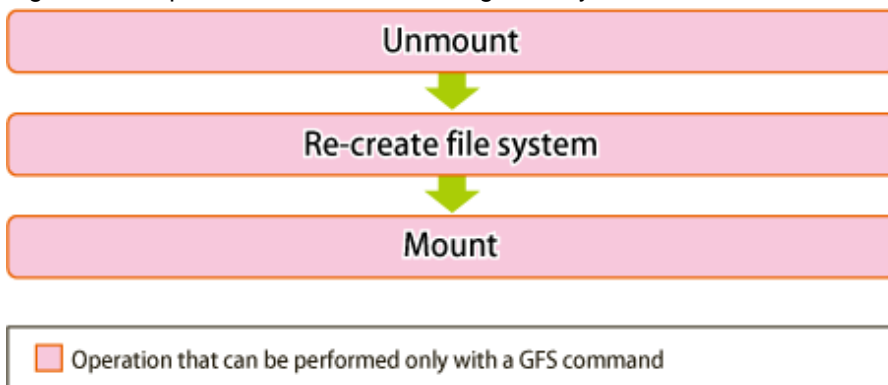 Unmount
Re-create file system
Mount
Operation that can be performed only with a GFS command